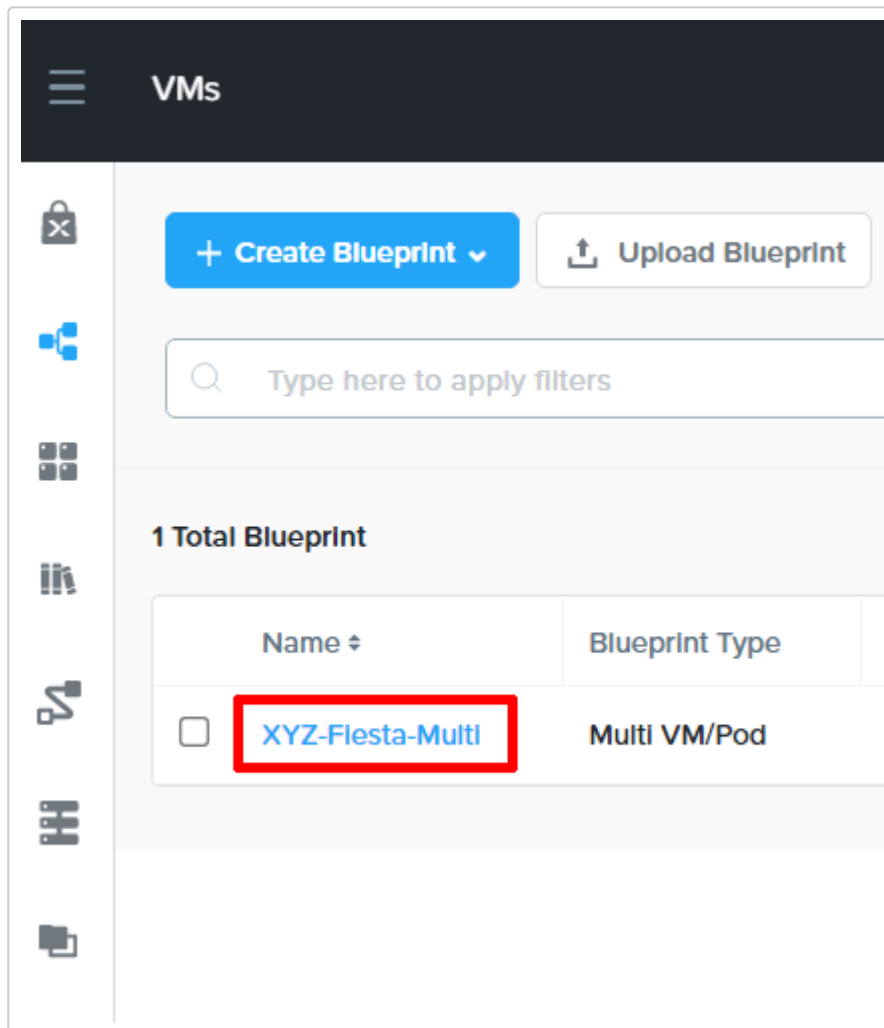 VMs
+ Create Blueprint
Upload Blueprint
Type here to apply filters
1 Total Blueprint
Name
Blueprint Type
XYZ-Fiesta-Multi
Multi VM/Pod